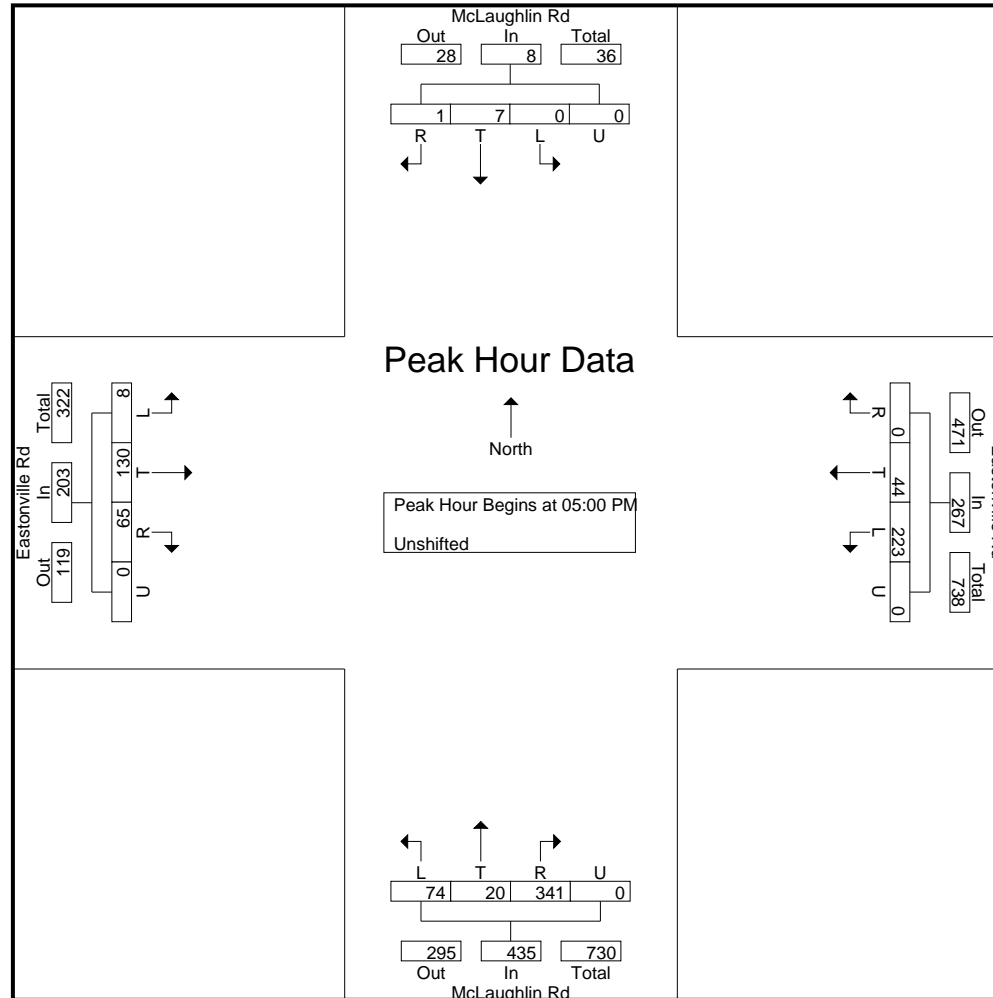 McLaughlin Rd
Out In Total
28 8 36
1 7 0 0
R T L U
Peak Hour Data
North
Peak Hour Begins at 05:00 PM
Unshifted
Eastonville Rd
Total In Out
322 203 119
8 130 65 0
L T R U
Out In Total
471 267 738
0 44 223 0
R T L U
L T R U
74 20 341 0
295 435 730
Out In Total
McLaughlin Rd